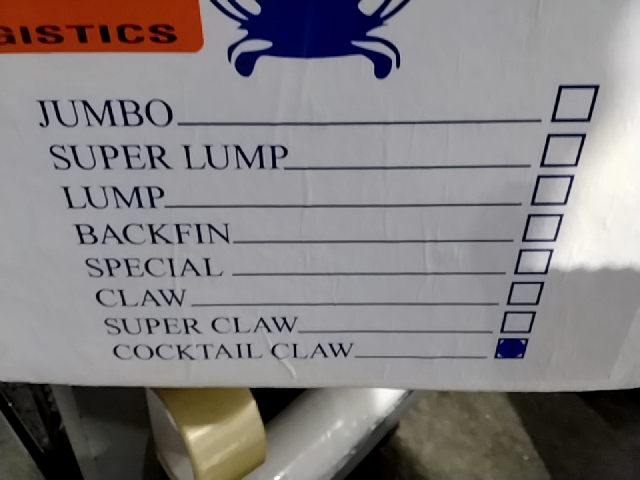 GISTICS
JUMBO
SUPER LUMP
LUMP
BACKFIN
SPECIAL
CLAW
SUPER CLAW
COCKTAIL CLAW